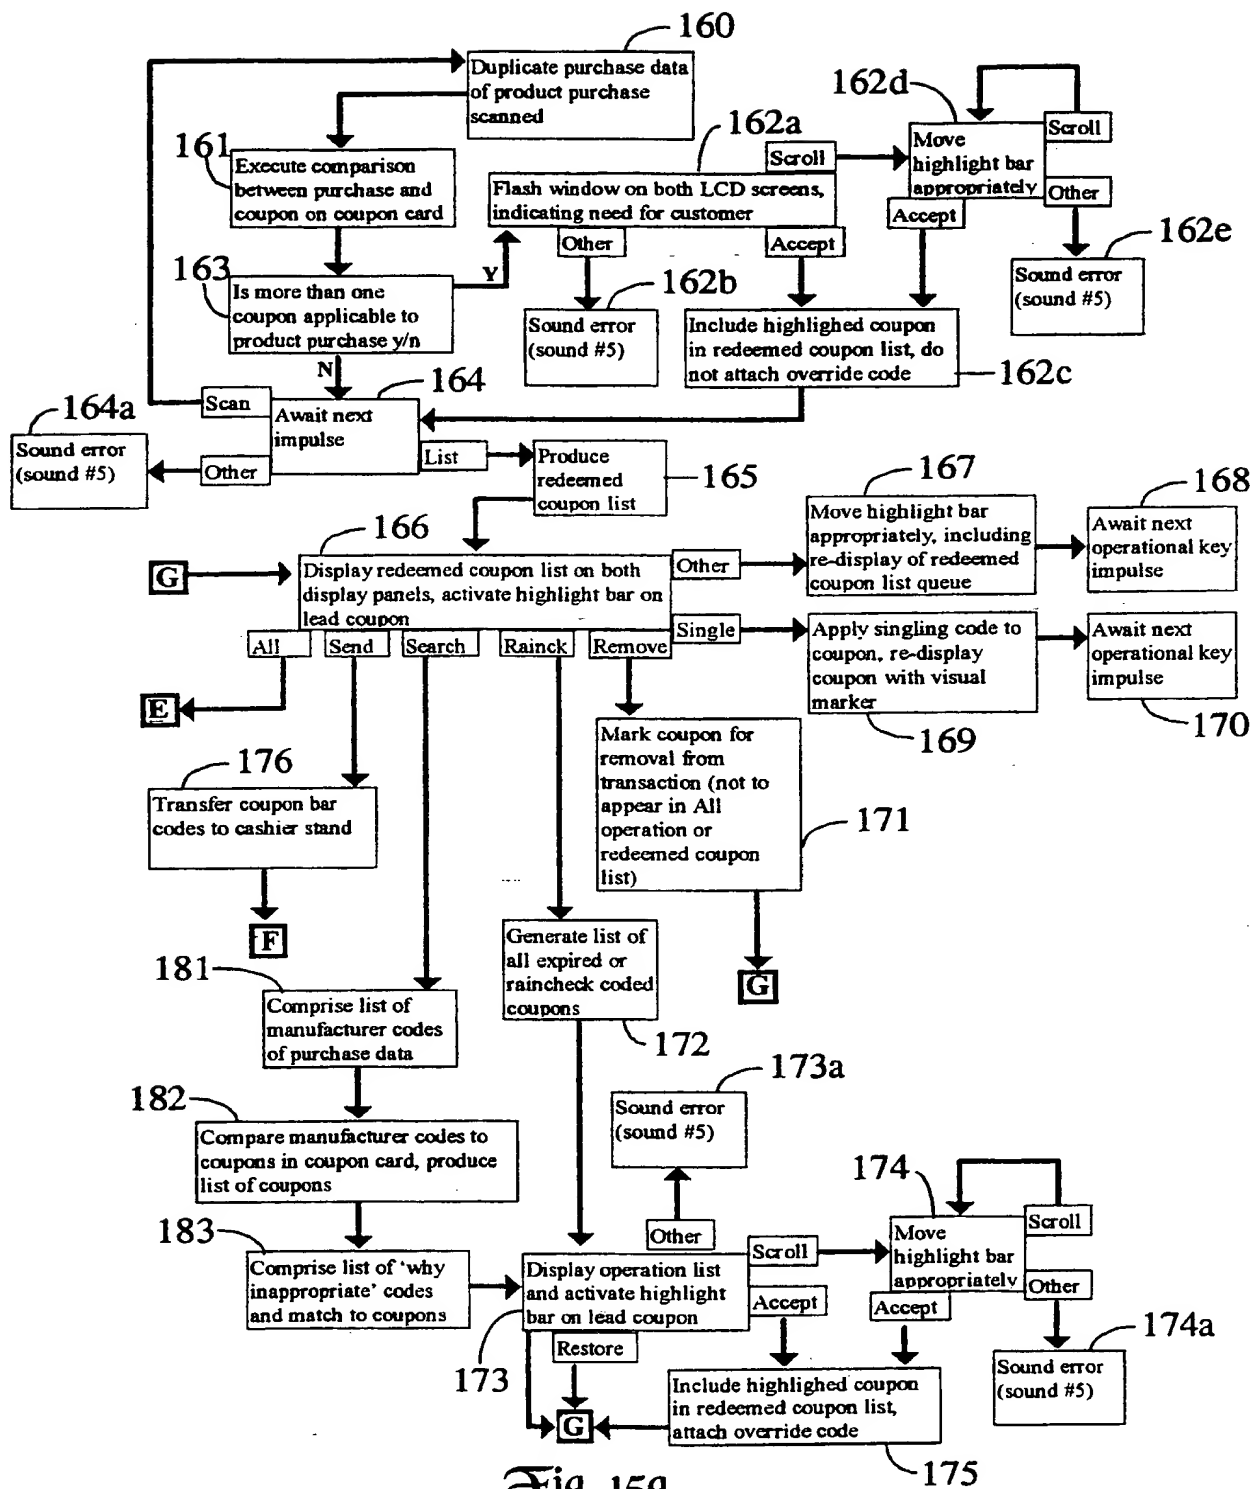 160
Duplicate purchase data
of product purchase
scanned
161
Execute comparison
between purchase and
coupon on coupon card
162a
Scroll
Flash window on both LCD screens,
indicating need for customer
Other
Accept
162d
Move
highlight bar
appropriately
Scroll
Other
Accept
162e
Sound error
(sound #5)
163
Is more than one
coupon applicable to
product purchase y/n
Y
N
162b
Sound error
(sound #5)
Include highlighed coupon
in redeemed coupon list, do
not attach override code
162c
164
Scan
Await next
impulse
Other
List
164a
Sound error
(sound #5)
Produce
redeemed
coupon list
165
166
G
Display redeemed coupon list on both
display panels, activate highlight bar on
lead coupon
Other
Single
All
Send
Search
Rainck
Remove
167
Move highlight bar
appropriately, including
re-display of redeemed
coupon list queue
168
Await next
operational key
impulse
Apply singling code to
coupon, re-display
coupon with visual
marker
169
Await next
operational key
impulse
170
E
176
Transfer coupon bar
codes to cashier stand
F
Mark coupon for
removal from
transaction (not to
appear in All
operation or
redeemed coupon
list)
171
G
Generate list of
all expired or
raincheck coded
coupons
172
181
Comprise list of
manufacturer codes
of purchase data
182
Compare manufacturer codes to
coupons in coupon card, produce
list of coupons
183
Comprise list of 'why
inappropriate' codes
and match to coupons
173a
Sound error
(sound #5)
Other
Display operation list
and activate highlight
bar on lead coupon
173
Scroll
Accept
Restore
G
174
Move
highlight bar
appropriately
Scroll
Other
Accept
174a
Sound error
(sound #5)
Include highlighed coupon
in redeemed coupon list,
attach override code
175
Fig. 15g